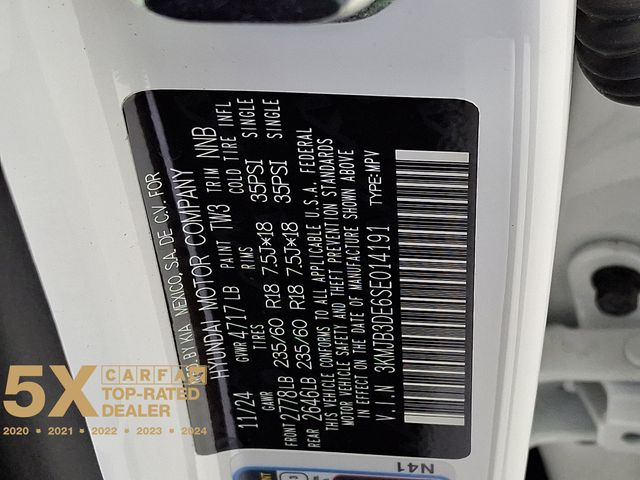 MFD BY KIA MEXICO, S.A. DE C.V. FOR
HYUNDAI MOTOR COMPANY
11/24 GVWR 4717LB PAINT TW3 TRIM NNB
GAWR TIRES RIMS COLD TIRE INFL
FRONT 2778LB 235/60 R18 7.5J×18 35PSI SINGLE
REAR 2646LB 235/60 R18 7.5J×18 35PSI SINGLE
THIS VEHICLE CONFORMS TO ALL APPLICABLE U.S.A. FEDERAL
MOTOR VEHICLE SAFETY AND THEFT PREVENTION STANDARDS
IN EFFECT ON THE DATE OF MANUFACTURE SHOWN ABOVE
V.I.N 3KMJB3DE6SE014191 TYPE:MPV
N41
5X CARFAX
TOP-RATED
DEALER
2020 • 2021 • 2022 • 2023 • 2024